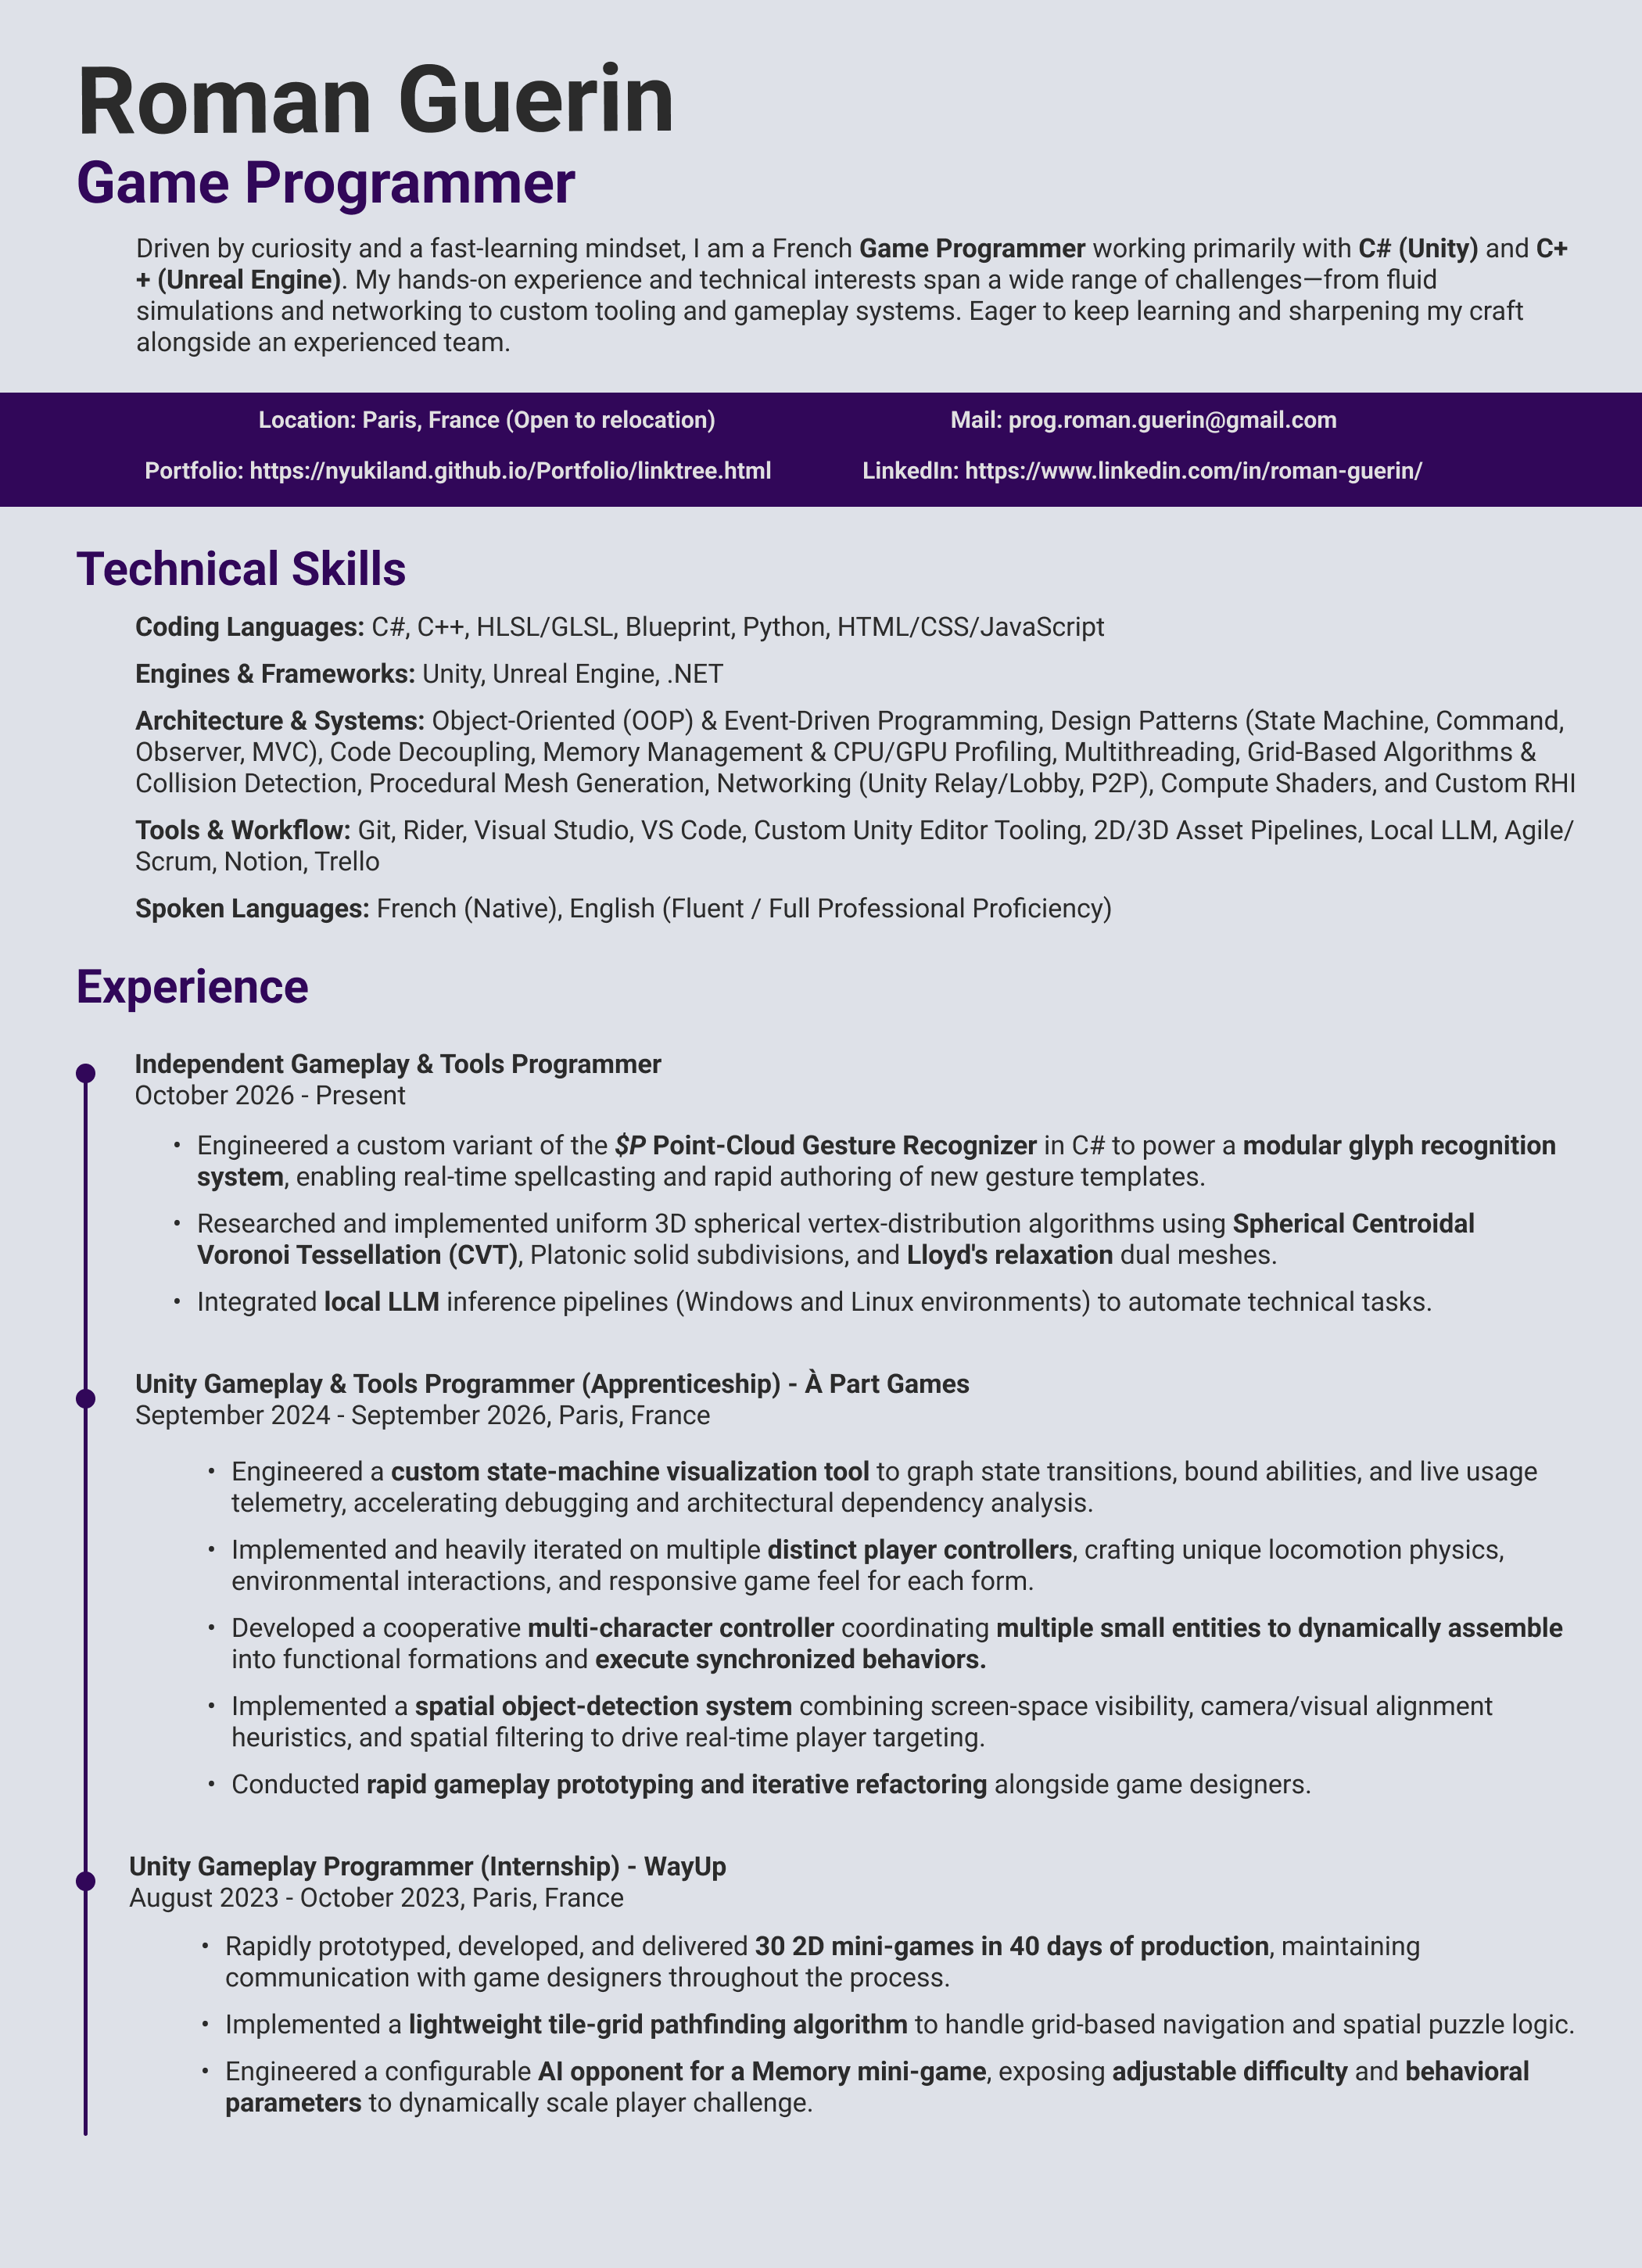 Roman Guerin
Game Programmer
Driven by curiosity and a fast-learning mindset, I am a French Game Programmer working primarily with C# (Unity) and C+
+ (Unreal Engine). My hands-on experience and technical interests span a wide range of challenges—from fluid
simulations and networking to custom tooling and gameplay systems. Eager to keep learning and sharpening my craft
alongside an experienced team.
Location: Paris, France (Open to relocation)
Mail: prog.roman.guerin@gmail.com
Portfolio: https://nyukiland.github.io/Portfolio/linktree.html
LinkedIn: https://www.linkedin.com/in/roman-guerin/
Technical Skills
Coding Languages: C#, C++, HLSL/GLSL, Blueprint, Python, HTML/CSS/JavaScript
Engines & Frameworks: Unity, Unreal Engine, .NET
Architecture & Systems: Object-Oriented (OOP) & Event-Driven Programming, Design Patterns (State Machine, Command,
Observer, MVC), Code Decoupling, Memory Management & CPU/GPU Profiling, Multithreading, Grid-Based Algorithms &
Collision Detection, Procedural Mesh Generation, Networking (Unity Relay/Lobby, P2P), Compute Shaders, and Custom RHI
Tools & Workflow: Git, Rider, Visual Studio, VS Code, Custom Unity Editor Tooling, 2D/3D Asset Pipelines, Local LLM, Agile/
Scrum, Notion, Trello
Spoken Languages: French (Native), English (Fluent / Full Professional Proficiency)
Experience
Independent Gameplay & Tools Programmer
October 2026 - Present
• Engineered a custom variant of the $P Point-Cloud Gesture Recognizer in C# to power a modular glyph recognition
system, enabling real-time spellcasting and rapid authoring of new gesture templates.
• Researched and implemented uniform 3D spherical vertex-distribution algorithms using Spherical Centroidal
Voronoi Tessellation (CVT), Platonic solid subdivisions, and Lloyd's relaxation dual meshes.
• Integrated local LLM inference pipelines (Windows and Linux environments) to automate technical tasks.
Unity Gameplay & Tools Programmer (Apprenticeship) - À Part Games
September 2024 - September 2026, Paris, France
• Engineered a custom state-machine visualization tool to graph state transitions, bound abilities, and live usage
telemetry, accelerating debugging and architectural dependency analysis.
• Implemented and heavily iterated on multiple distinct player controllers, crafting unique locomotion physics,
environmental interactions, and responsive game feel for each form.
• Developed a cooperative multi-character controller coordinating multiple small entities to dynamically assemble
into functional formations and execute synchronized behaviors.
• Implemented a spatial object-detection system combining screen-space visibility, camera/visual alignment
heuristics, and spatial filtering to drive real-time player targeting.
• Conducted rapid gameplay prototyping and iterative refactoring alongside game designers.
Unity Gameplay Programmer (Internship) - WayUp
August 2023 - October 2023, Paris, France
• Rapidly prototyped, developed, and delivered 30 2D mini-games in 40 days of production, maintaining
communication with game designers throughout the process.
• Implemented a lightweight tile-grid pathfinding algorithm to handle grid-based navigation and spatial puzzle logic.
• Engineered a configurable AI opponent for a Memory mini-game, exposing adjustable difficulty and behavioral
parameters to dynamically scale player challenge.